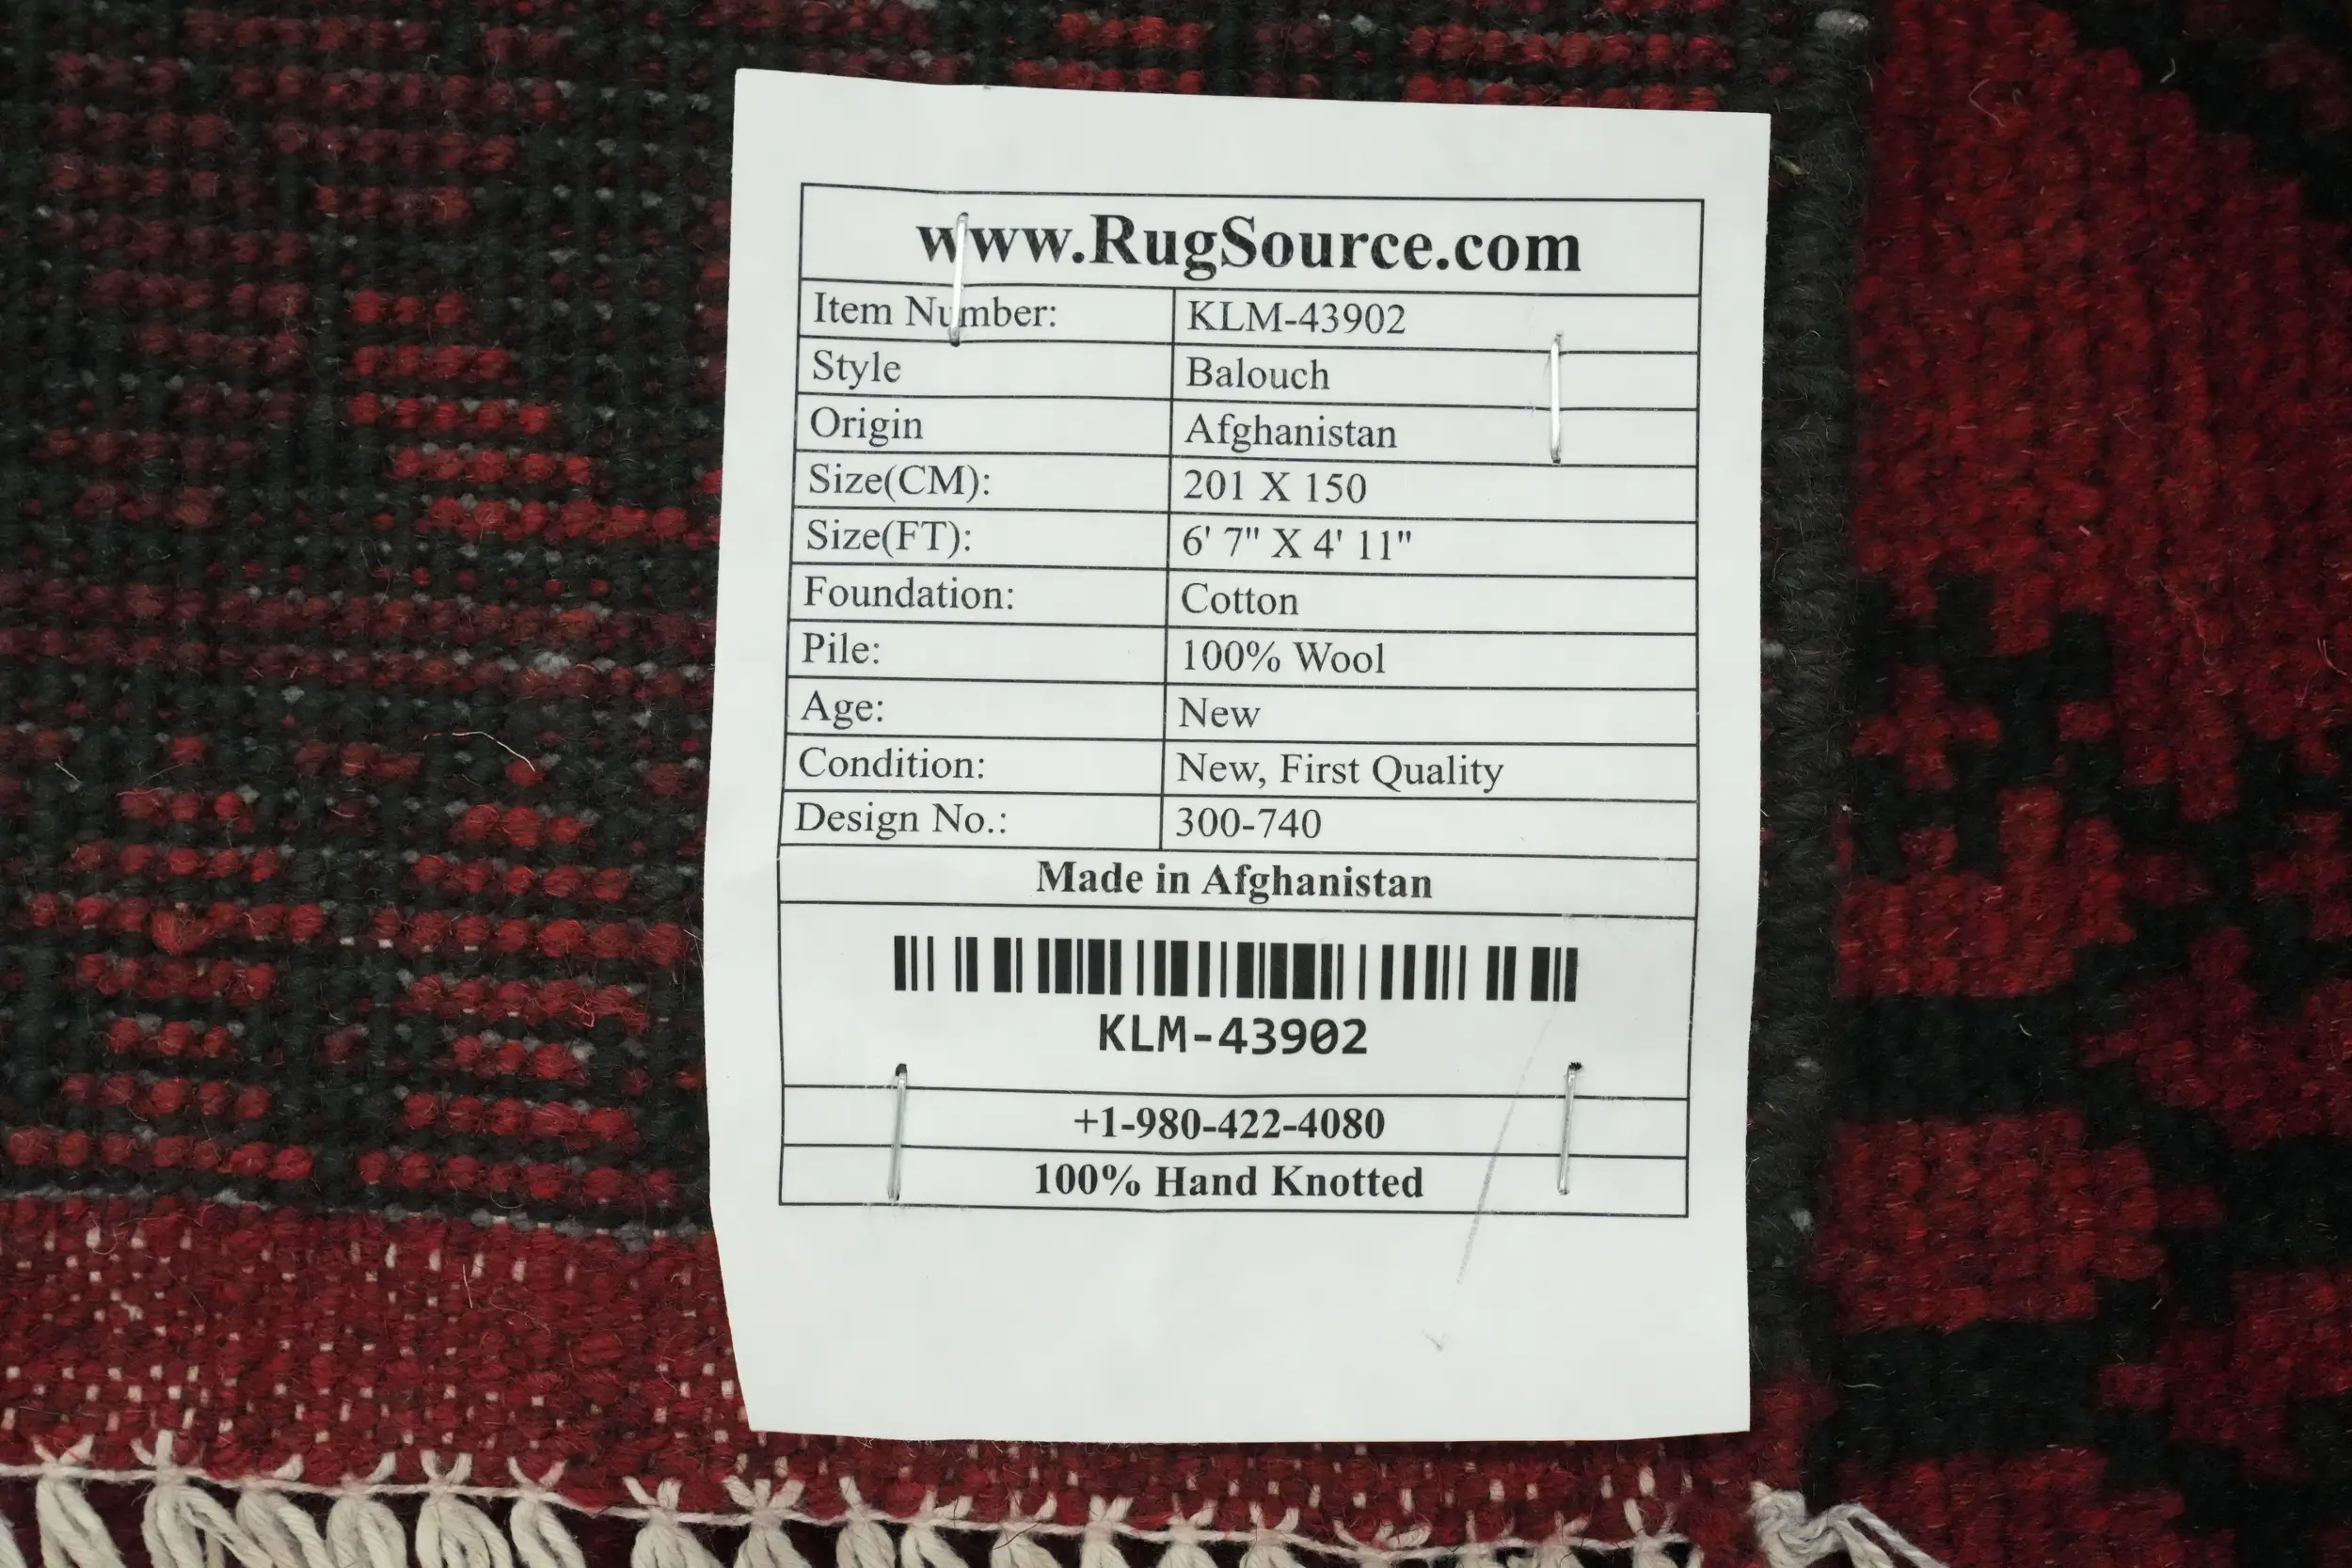 www.RugSource.com
Item Number: KLM-43902
Style Balouch
Origin Afghanistan
Size(CM): 201 X 150
Size(FT): 6' 7" X 4' 11"
Foundation: Cotton
Pile: 100% Wool
Age: New
Condition: New, First Quality
Design No.: 300-740
Made in Afghanistan
KLM-43902
+1-980-422-4080
100% Hand Knotted